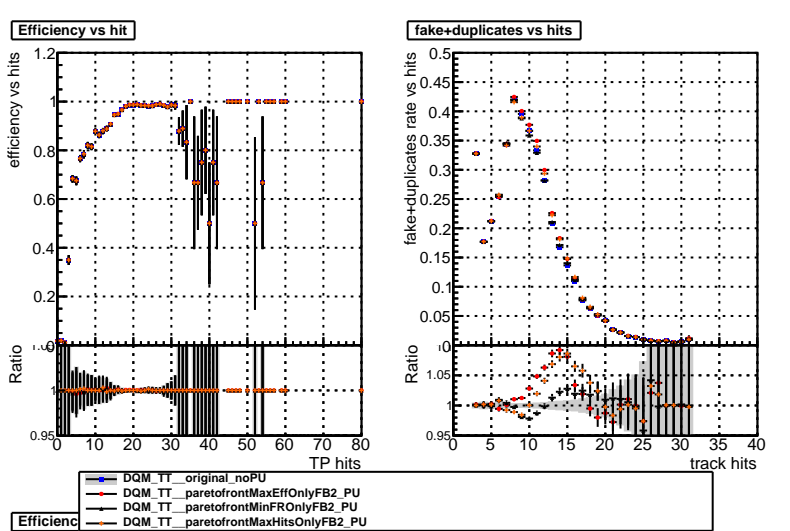 Efficiency vs hit
fake+duplicates vs hits
efficiency vs hits
1.2
1
0.8
0.6
0.4
0.2
0
Ratio
1
0.95
0 10 20 30 40 50 60 70 80
TP hits
fake+duplicates rate vs hits
0.5
0.45
0.4
0.35
0.3
0.25
0.2
0.15
0.1
0.05
0
Ratio
1.05
1
0.95
0 5 10 15 20 25 30 35 40
track hits
DQM_TT__original_noPU
DQM_TT__paretofrontMaxEffOnlyFB2_PU
DQM_TT__paretofrontMinFROnlyFB2_PU
DQM_TT__paretofrontMaxHitsOnlyFB2_PU
Efficienc